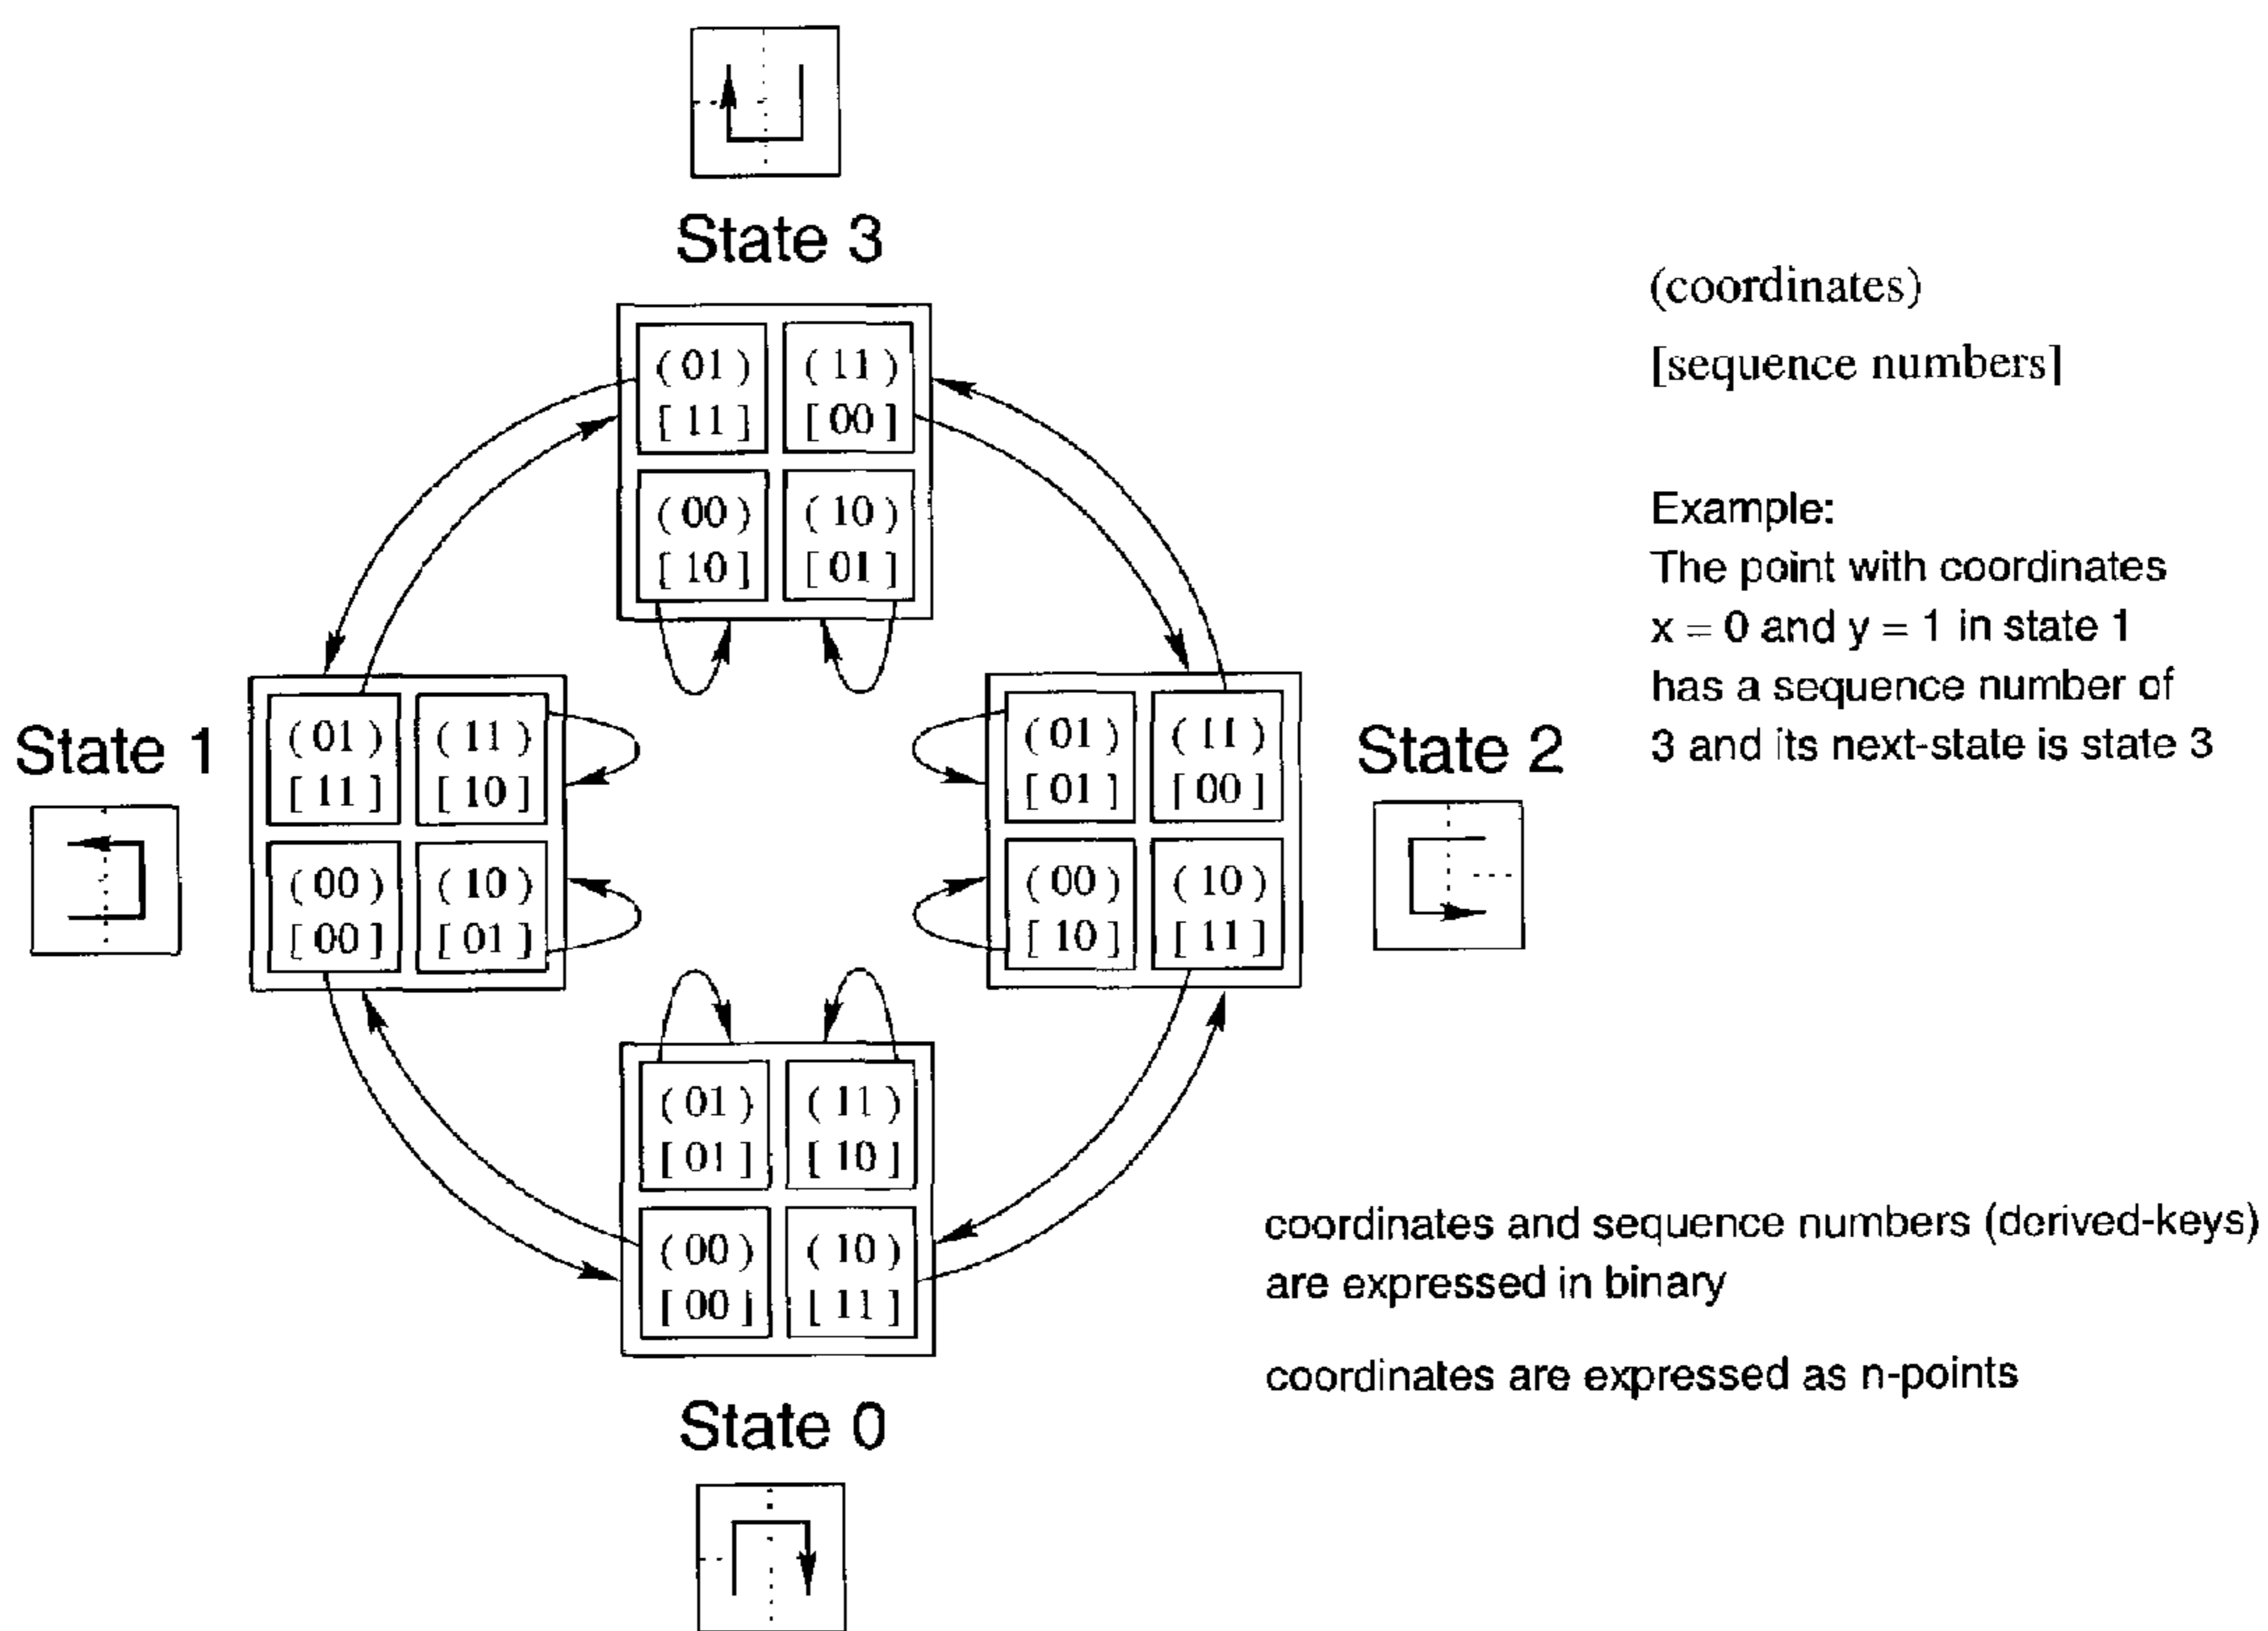 State 3
(coordinates)
[sequence numbers]
( 01 ) ( 11 )
[ 11 ] [ 00 ]
( 00 ) ( 10 )
[ 10 ] [ 01 ]
Example:
The point with coordinates
x = 0 and y = 1 in state 1
has a sequence number of
3 and its next-state is state 3
State 1
( 01 ) ( 11 )
[ 11 ] [ 10 ]
( 00 ) ( 10 )
[ 00 ] [ 01 ]
( 01 ) ( 11 )
[ 01 ] [ 00 ]
( 00 ) ( 10 )
[ 10 ] [ 11 ]
State 2
( 01 ) ( 11 )
[ 01 ] [ 10 ]
( 00 ) ( 10 )
[ 00 ] [ 11 ]
State 0
coordinates and sequence numbers (derived-keys)
are expressed in binary
coordinates are expressed as n-points